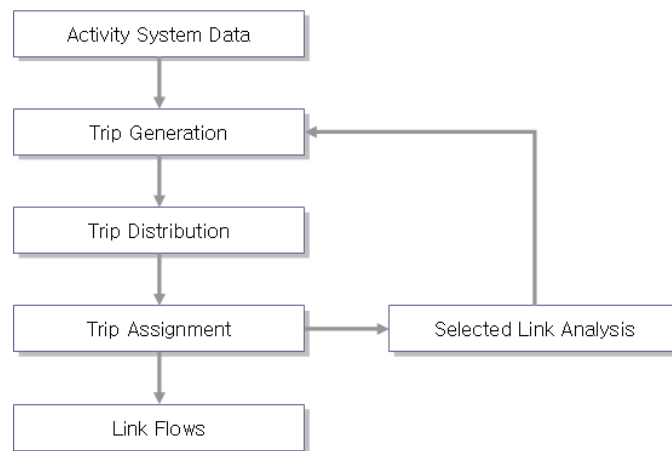 Activity System Data
Trip Generation
Trip Distribution
Trip Assignment
Selected Link Analysis
Link Flows